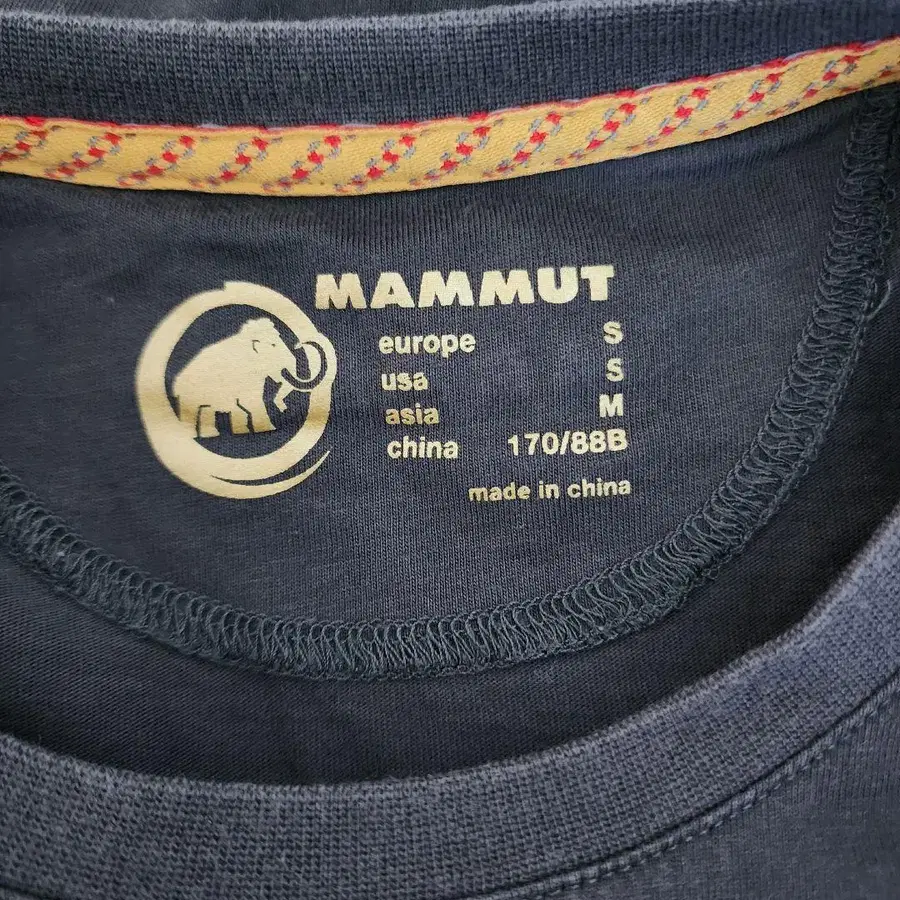 MAMMUT
europe S
usa S
asia M
china 170/88B
made in china